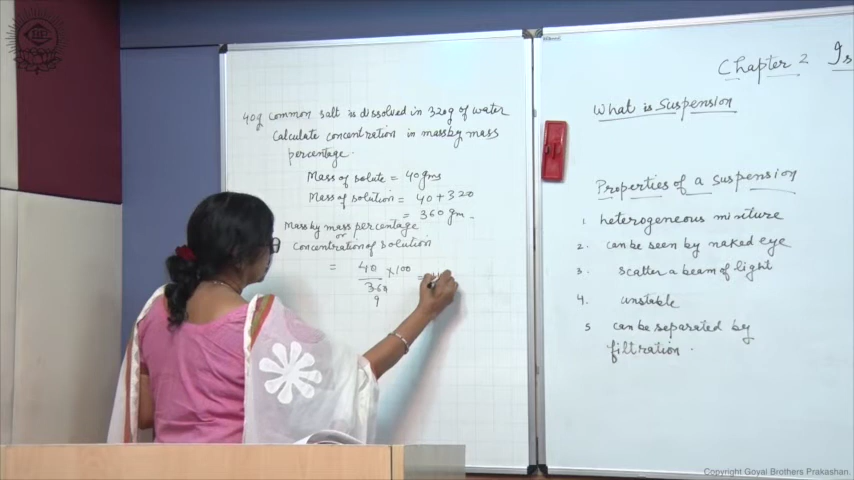 40g common salt is dissolved in 320g of water
Calculate concentration in mass by mass
percentage.
Mass of solute = 40 gms
Mass of solution = 40 + 320
= 360 gm.
Mass by mass percentage
or
Concentration of solution
= 40 × 100 =
360
9
Chapter 2 Is
What is Suspension
Properties of a suspension
1. heterogeneous mixture
2. can be seen by naked eye
3. scatter a beam of light
4. unstable
5 can be separated by
filtration.
Copyright Goyal Brothers Prakashan.